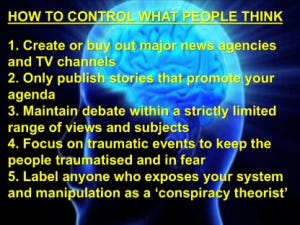 HOW TO CONTROL WHAT PEOPLE THINK
1. Create or buy out major news agencies
and TV channels
2. Only publish stories that promote your
agenda
3. Maintain debate within a strictly limited
range of views and subjects
4. Focus on traumatic events to keep the
people traumatised and in fear
5. Label anyone who exposes your system
and manipulation as a ‘conspiracy theorist’